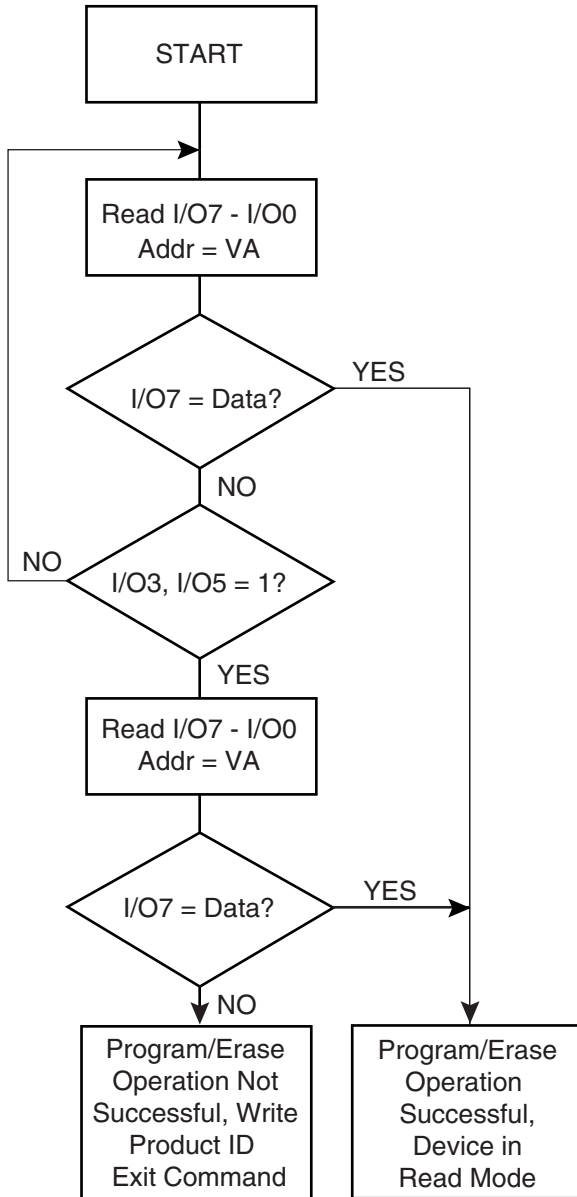 START
Read I/O7 - I/O0
Addr = VA
I/O7 = Data?
YES
NO
NO
I/O3, I/O5 = 1?
YES
Read I/O7 - I/O0
Addr = VA
I/O7 = Data?
YES
NO
Program/Erase
Operation Not
Successful, Write
Product ID
Exit Command
Program/Erase
Operation
Successful,
Device in
Read Mode